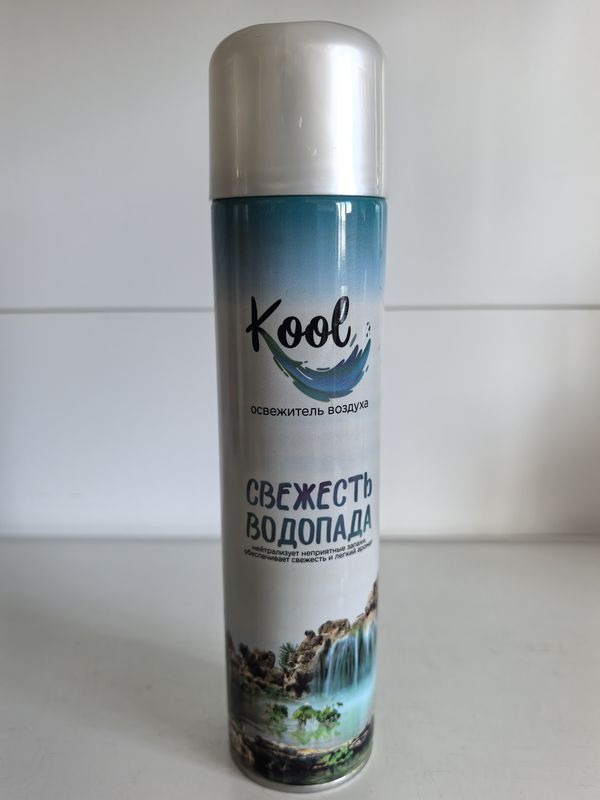 Kool
освежитель воздуха
СВЕЖЕСТЬ
ВОДОПАДА
нейтрализует неприятные запахи,
обеспечивает свежесть и легкий аромат